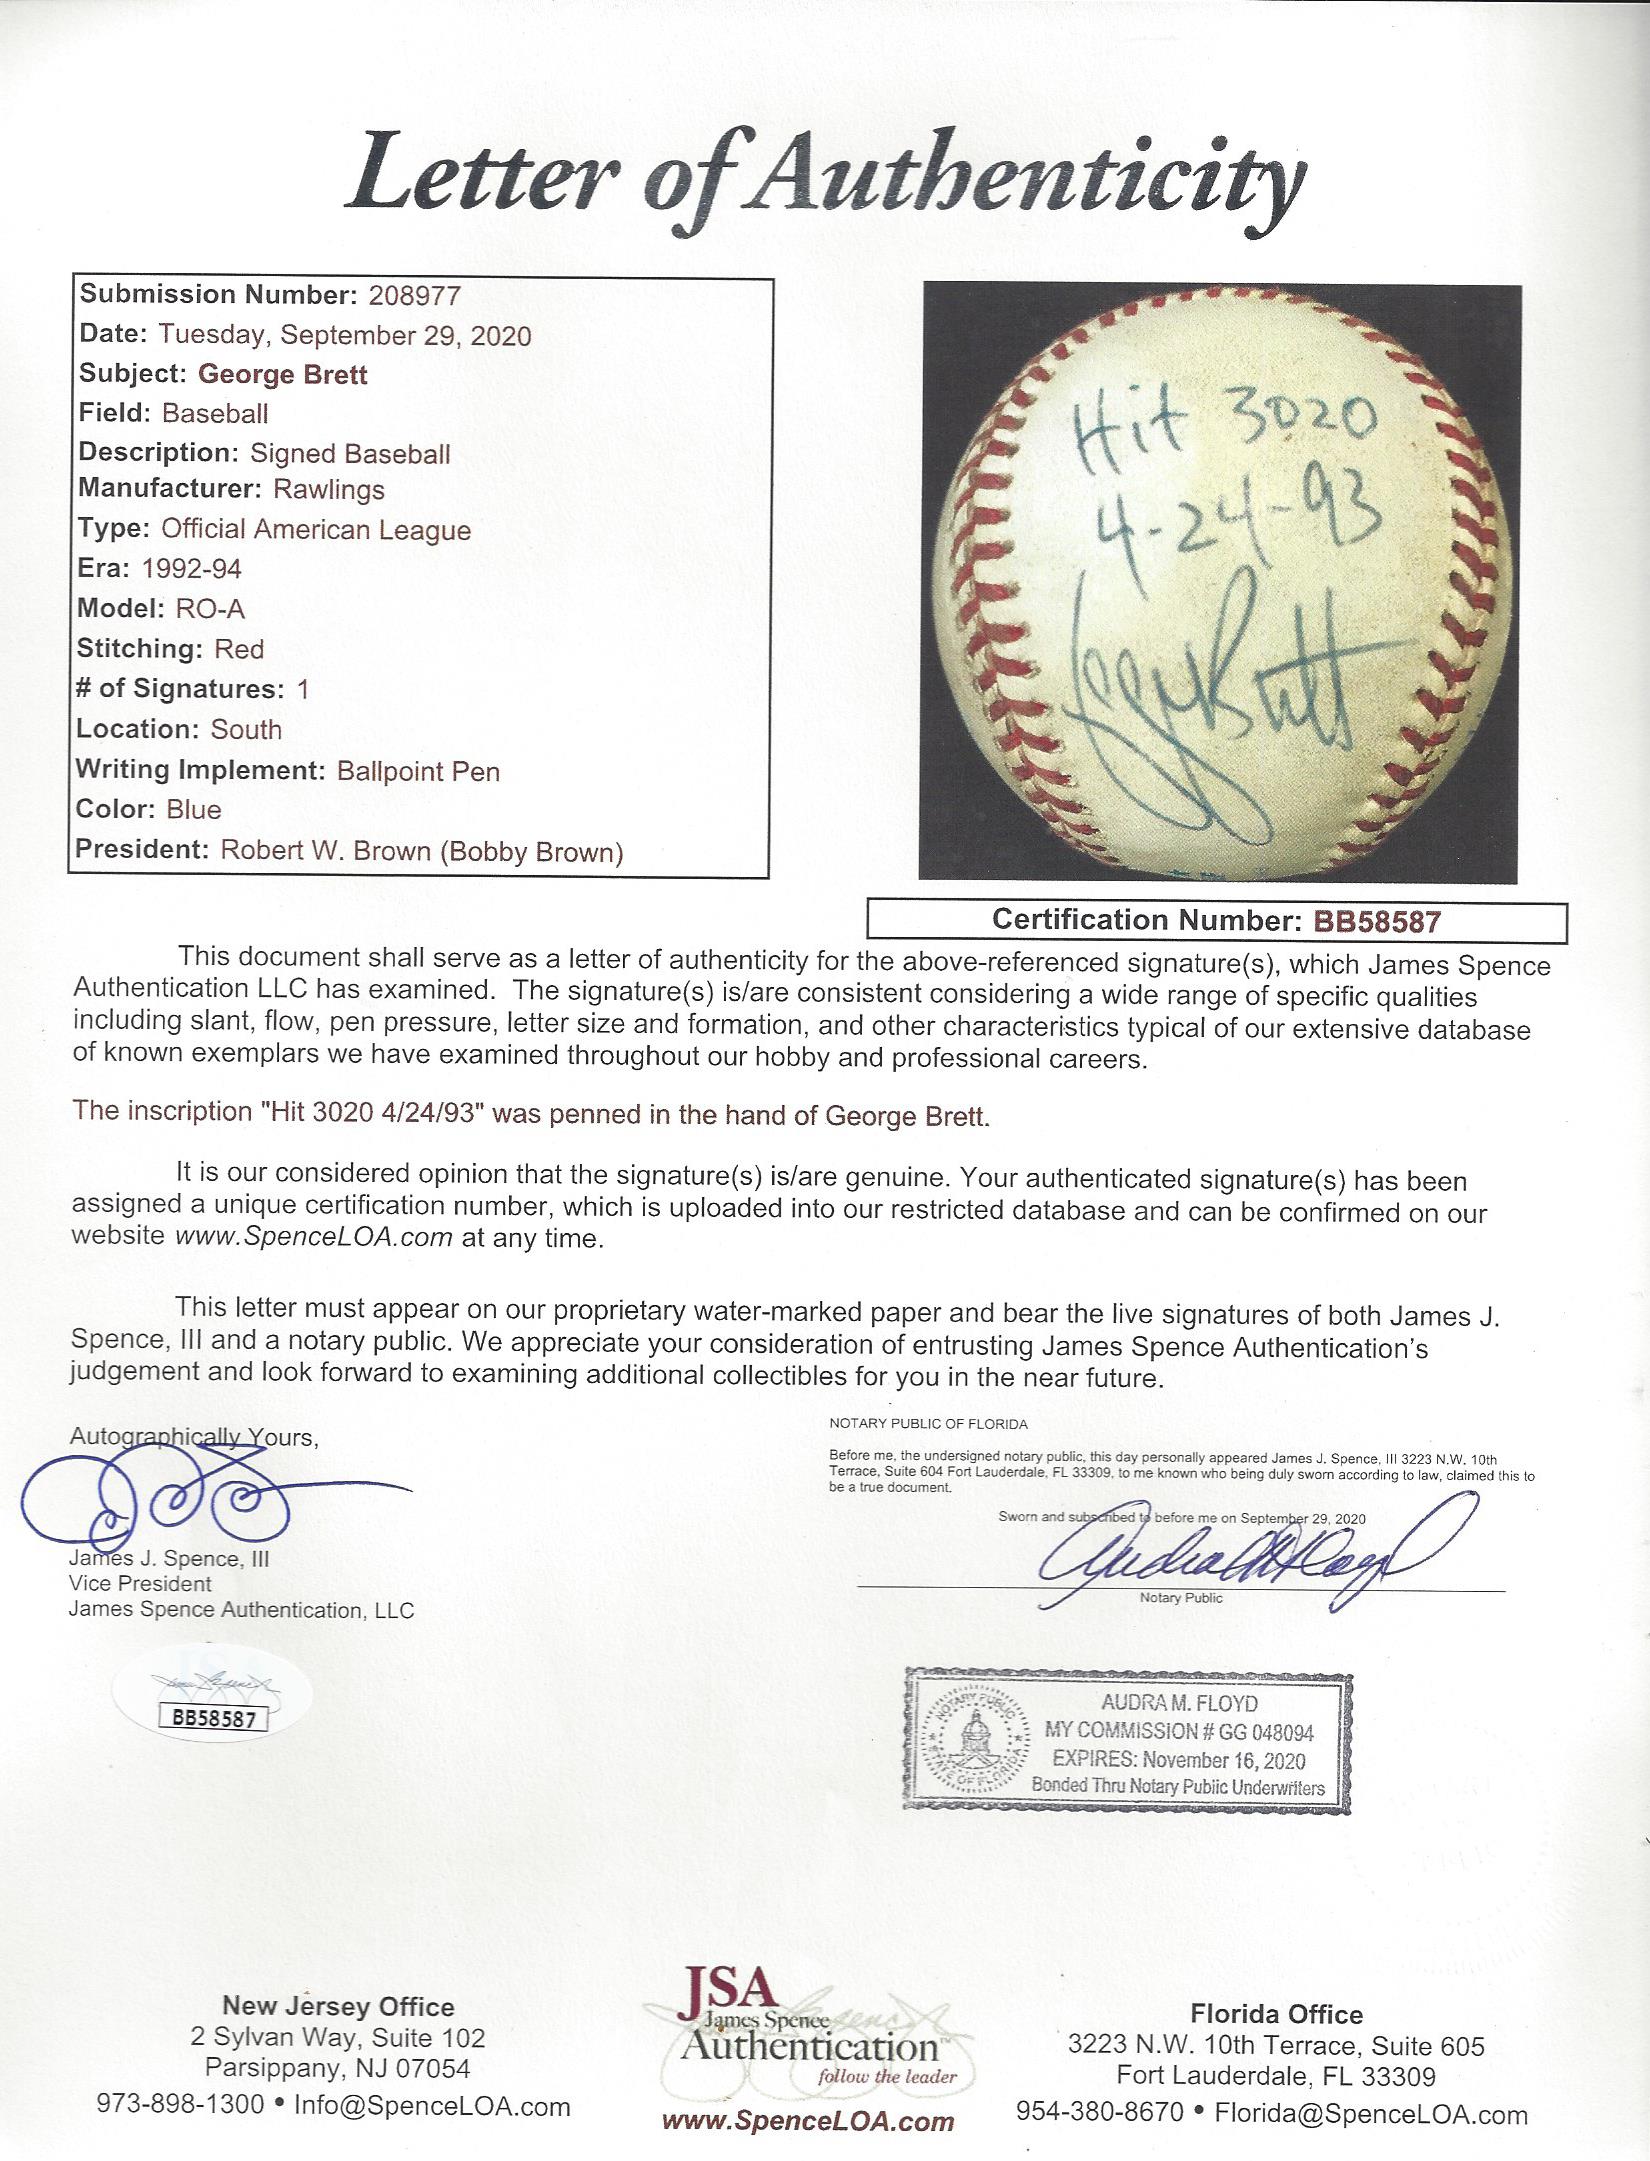 Letter of Authenticity
Submission Number: 208977
Date: Tuesday, September 29, 2020
Subject: George Brett
Field: Baseball
Description: Signed Baseball
Manufacturer: Rawlings
Type: Official American League
Era: 1992-94
Model: RO-A
Stitching: Red
# of Signatures: 1
Location: South
Writing Implement: Ballpoint Pen
Color: Blue
President: Robert W. Brown (Bobby Brown)
Hit 3020
4-24-93
George Brett
Certification Number: BB58587
This document shall serve as a letter of authenticity for the above-referenced signature(s), which James Spence
Authentication LLC has examined. The signature(s) is/are consistent considering a wide range of specific qualities
including slant, flow, pen pressure, letter size and formation, and other characteristics typical of our extensive database
of known exemplars we have examined throughout our hobby and professional careers.
The inscription "Hit 3020 4/24/93" was penned in the hand of George Brett.
It is our considered opinion that the signature(s) is/are genuine. Your authenticated signature(s) has been
assigned a unique certification number, which is uploaded into our restricted database and can be confirmed on our
website www.SpenceLOA.com at any time.
This letter must appear on our proprietary water-marked paper and bear the live signatures of both James J.
Spence, III and a notary public. We appreciate your consideration of entrusting James Spence Authentication's
judgement and look forward to examining additional collectibles for you in the near future.
Autographically Yours,
James J. Spence, III
Vice President
James Spence Authentication, LLC
BB58587
NOTARY PUBLIC OF FLORIDA
Before me, the undersigned notary public, this day personally appeared James J. Spence, III 3223 N.W. 10th
Terrace, Suite 604 Fort Lauderdale, FL 33309, to me known who being duly sworn according to law, claimed this to
be a true document.
Sworn and subscribed to before me on September 29, 2020
Audra M Floyd
Notary Public
NOTARY PUBLIC
STATE OF FLORIDA
AUDRA M. FLOYD
MY COMMISSION # GG 048094
EXPIRES: November 16, 2020
Bonded Thru Notary Public Underwriters
New Jersey Office
2 Sylvan Way, Suite 102
Parsippany, NJ 07054
973-898-1300 • Info@SpenceLOA.com
JSA
James Spence
Authentication™
follow the leader
www.SpenceLOA.com
Florida Office
3223 N.W. 10th Terrace, Suite 605
Fort Lauderdale, FL 33309
954-380-8670 • Florida@SpenceLOA.com